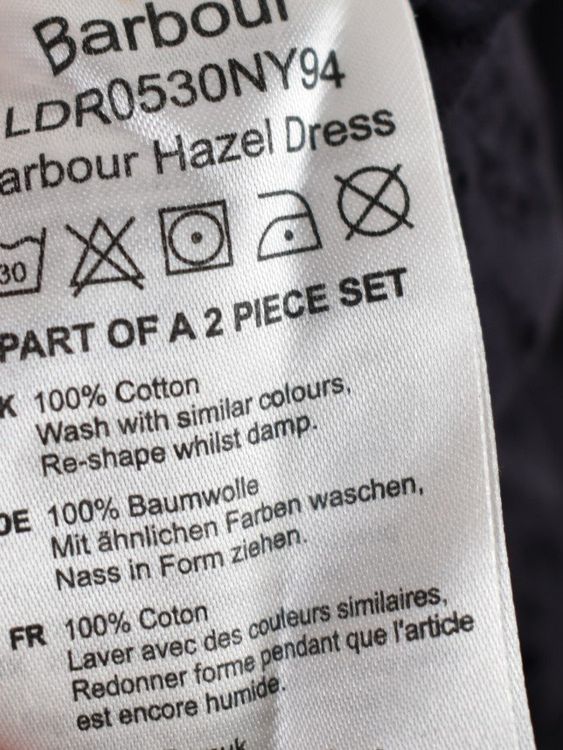 Barbour
LDR0530NY94
arbour Hazel Dress
30
PART OF A 2 PIECE SET
K 100% Cotton
Wash with similar colours,
Re-shape whilst damp.
DE 100% Baumwolle
Mit ähnlichen Farben waschen,
Nass in Form ziehen.
FR 100% Coton
Laver avec des couleurs similaires,
Redonner forme pendant que l'article
est encore humide.